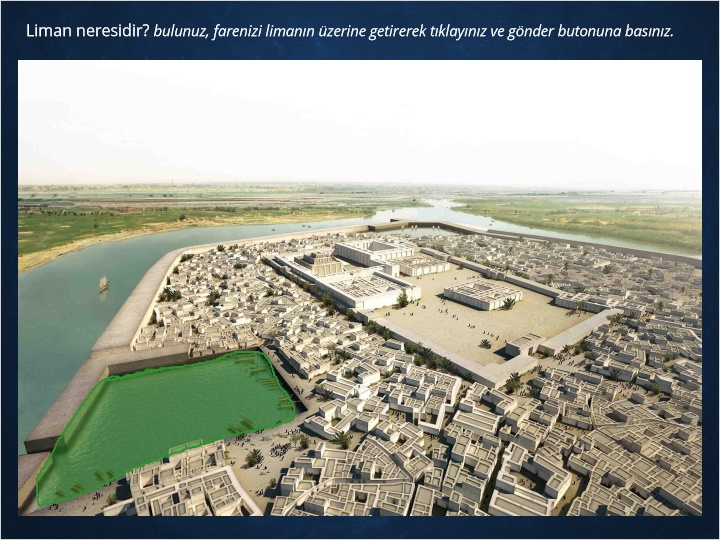 Liman neresidir? bulunuz, farenizi limanın üzerine getirerek tıklayınız ve gönder butonuna basınız.